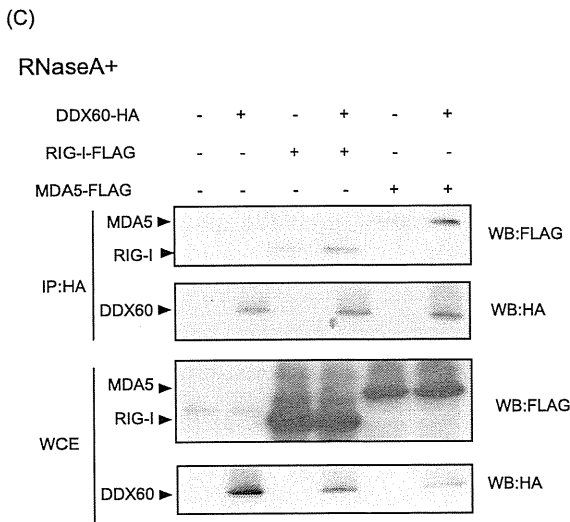 (C)
RNaseA+
DDX60-HA - + - + - +
RIG-I-FLAG - - + + - -
MDA5-FLAG - - - - + +
MDA5
RIG-I
WB:FLAG
IP:HA
DDX60
WB:HA
MDA5
RIG-I
WB:FLAG
WCE
DDX60
WB:HA